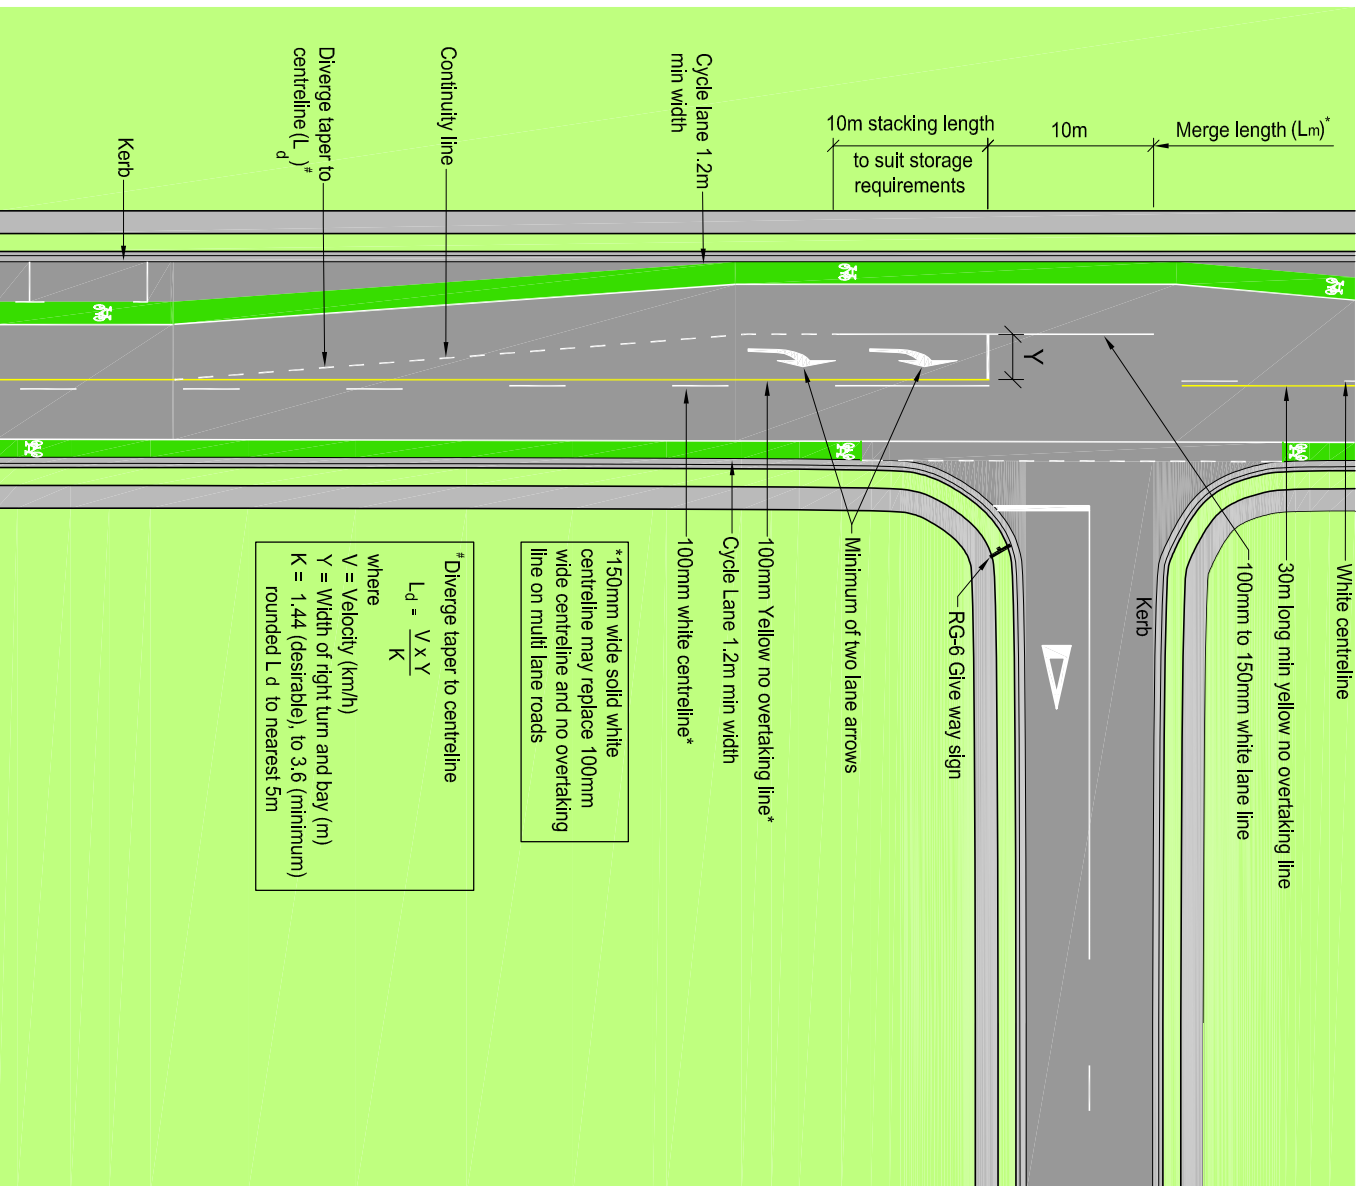 10m stacking length
to suit storage
requirements
10m
Merge length (Lm)*
Kerb
Diverge taper to
centreline (L d)#
Continuity line
Cycle lane 1.2m
min width
Y
White centreline
30m long min yellow no overtaking line
100mm to 150mm white lane line
Kerb
RG-6 Give way sign
Minimum of two lane arrows
100mm Yellow no overtaking line*
Cycle Lane 1.2m min width
100mm white centreline*
*150mm wide solid white
centreline may replace 100mm
wide centreline and no overtaking
line on multi lane roads
#Diverge taper to centreline
Ld = V x Y
K
where
V = Velocity (km/h)
Y = Width of right turn and bay (m)
K = 1.44 (desirable), to 3.6 (minimum)
rounded L d to nearest 5m